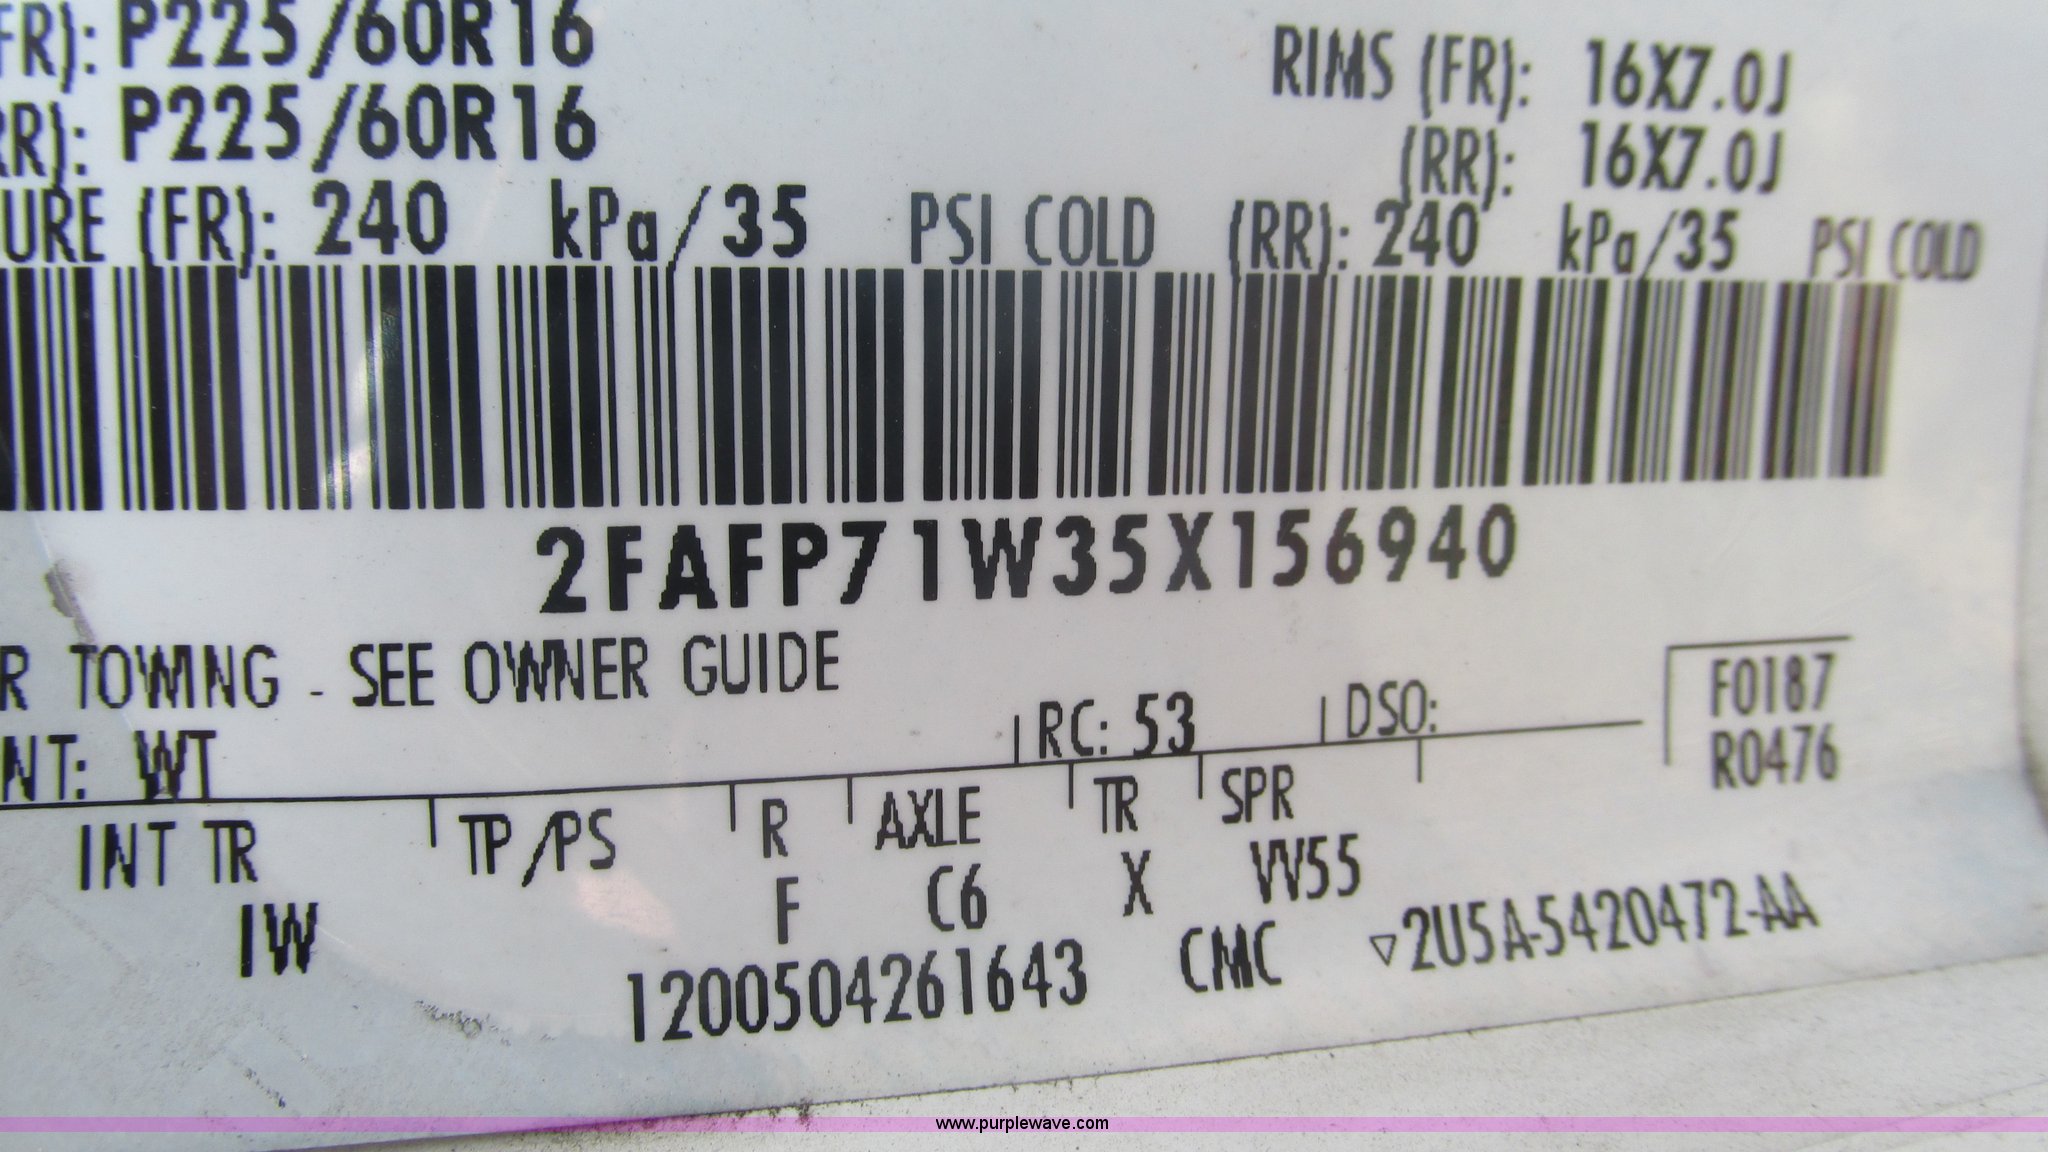 FR): P225/60R16 RIMS (FR): 16X7.0J
RR): P225/60R16 (RR): 16X7.0J
URE (FR): 240 kPa/35 PSI COLD (RR): 240 kPa/35 PSI COLD
2FAFP71W35X156940
R TOWING - SEE OWNER GUIDE
F0187
NT: WT RC: 53 DSO: R0476
INT TR TP/PS R AXLE TR SPR
IW F C6 X VV55
1200504261643 CMC ▽2U5A-5420472-AA
www.purplewave.com